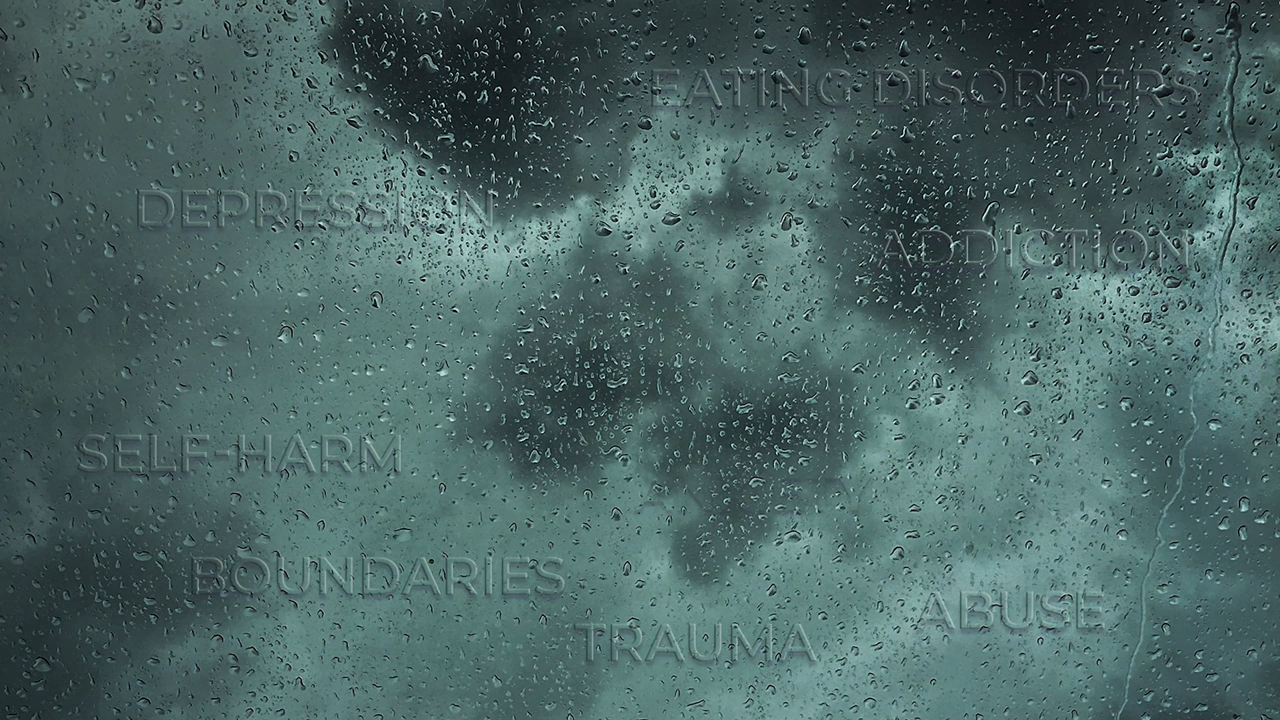 EATING DISORDERS
DEPRESSION
ADDICTION
SELF-HARM
BOUNDARIES
ABUSE
TRAUMA